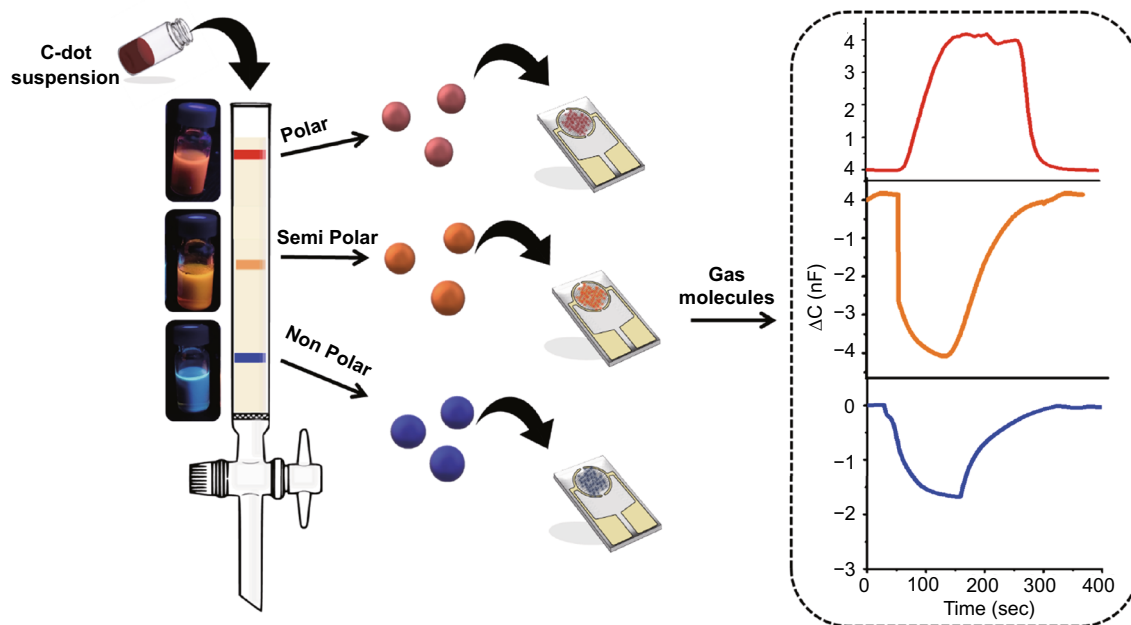 C-dot
suspension
Polar
Semi Polar
Non Polar
Gas
molecules
ΔC (nF)
4
3
2
1
4
4
−1
−2
−3
−4
0
−1
−2
−3
0 100 200 300 400
Time (sec)